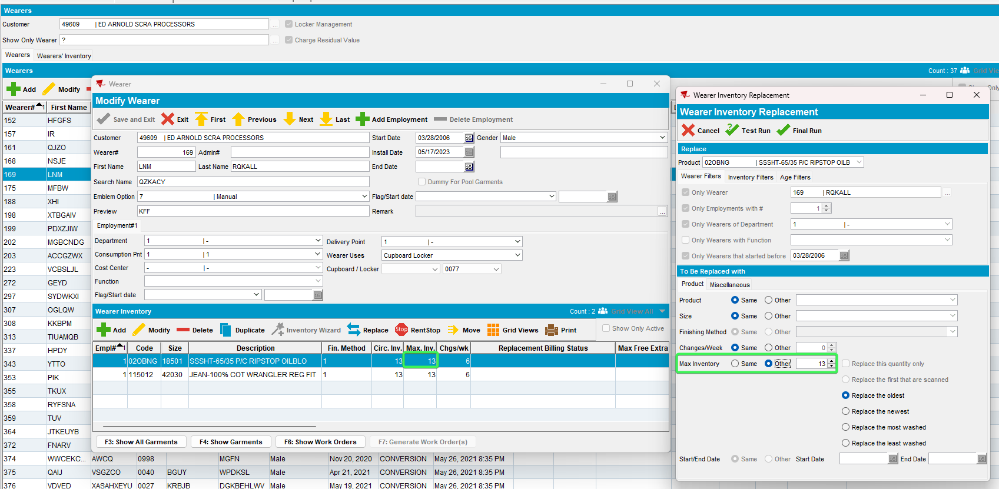 Wearers
Customer 49609 | ED ARNOLD SCRA PROCESSORS ... Locker Management
Show Only Wearer ? ... Charge Residual Value
Wearers Wearers' Inventory
Wearers Count : 37
Add Modify
Wearer# 1 First Name
152 HFGFS
157 IR
161 QJZO
168 NSJE
169 LNM
175 MFBW
188 XHI
198 XTBGAIV
199 PDXZJIW
202 MGBCNDG
203 ACCGZWX
223 VCBSLJL
272 GEYD
297 SYDWKXI
307 OGLQW
308 KKBPM
313 TIUAMQB
337 HPDY
343 YTTO
353 PIK
355 TKUX
358 RYFSNA
359 TUV
364 JTKEUYB
372 FNARV
374 WWCEKC... AWCQ 0998 MGFN Male Nov 20, 2020 CONVERSION May 26, 2021 8:35 PM
375 QAIJ VSGZCO 0040 BGUY WPDKSL Male Apr 21, 2021 CONVERSION May 26, 2021 8:35 PM
376 VDVED XASAHXEYU 0027 KRBJB DGKBEHLWV Male May 19, 2021 CONVERSION May 26, 2021 8:35 PM
Wearer
Modify Wearer
Save and Exit Exit First Previous Next Last Add Employment Delete Employment
Customer 49609 | ED ARNOLD SCRA PROCESSORS Start Date 03/28/2006 16 Gender Male
Wearer# 169 Admin# Install Date 05/17/2023 16
First Name LNM Last Name RQKALL End Date 16
Search Name QZKACY Dummy For Pool Garments
Emblem Option 7 | Manual Flag/Start date 16
Preview KFF Remark ...
Employment#1
Department 1 | - Delivery Point 1 | -
Consumption Pnt 1 | 1 Wearer Uses Cupboard Locker
Cost Center - | - Cupboard / Locker 0077
Function
Flag/Start date 16
Wearer Inventory Count : 2 Grid View All
Add Modify Delete Duplicate Inventory Wizard Replace Stop RentStop Move Grid Views Print Show Only Active
Empl# 1 Code Size Description Fin. Method Circ. Inv. Max. Inv. Chgs/wk Replacement Billing Status Max Free Extra
1 02OBNG 18501 SSSHT-65/35 P/C RIPSTOP OILBLO 1 13 13 6
1 115012 42030 JEAN-100% COT WRANGLER REG FIT 1 13 13 6
F3: Show All Garments F4: Show Garments F6: Show Work Orders F7: Generate Work Order(s)
Wearer Inventory Replacement
Wearer Inventory Replacement
Cancel Test Run Final Run
Replace
Product 02OBNG | SSSHT-65/35 P/C RIPSTOP OILB
Wearer Filters Inventory Filters Age Filters
Only Wearer 169 | RQKALL ...
Only Employments with # 1
Only Wearers of Department 1 | -
Only Wearers with Function
Only Wearers that started before 03/28/2006 16
To Be Replaced with
Product Miscellaneous
Product Same Other
Size Same Other
Finishing Method Same Other
Changes/Week Same Other 0
Max Inventory Same Other 13 Replace this quantity only
Replace the first that are scanned
Replace the oldest
Replace the newest
Replace the most washed
Replace the least washed
Start/End Date Same Other Start Date 16 End Date 16